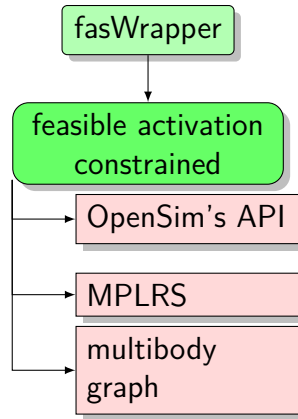 fasWrapper
feasible activation
constrained
OpenSim's API
MPLRS
multibody
graph